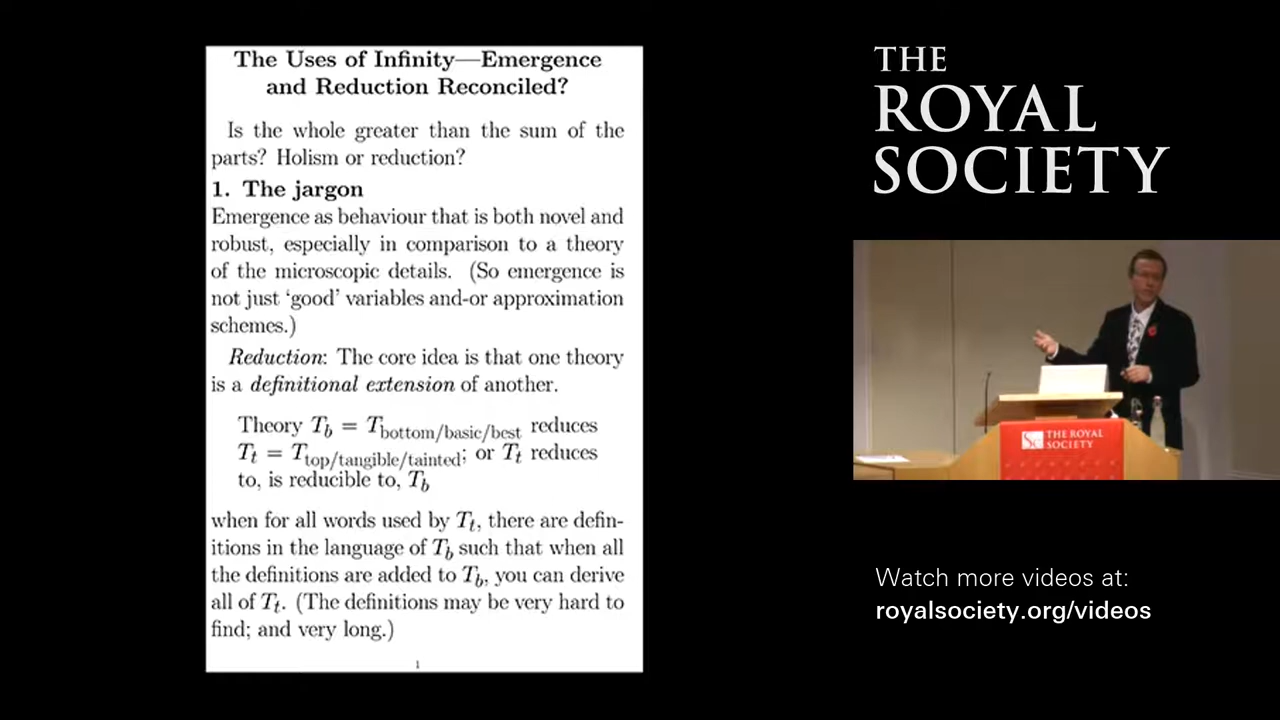 The Uses of Infinity—Emergence
and Reduction Reconciled?
Is the whole greater than the sum of the
parts? Holism or reduction?
1. The jargon
Emergence as behaviour that is both novel and
robust, especially in comparison to a theory
of the microscopic details. (So emergence is
not just ‘good’ variables and-or approximation
schemes.)
Reduction: The core idea is that one theory
is a definitional extension of another.
Theory T_b = T_bottom/basic/best reduces
T_t = T_top/tangible/tainted; or T_t reduces
to, is reducible to, T_b
when for all words used by T_t, there are defin-
itions in the language of T_b such that when all
the definitions are added to T_b, you can derive
all of T_t. (The definitions may be very hard to
find; and very long.)
1
THE
ROYAL
SOCIETY
THE ROYAL
SOCIETY
Watch more videos at:
royalsociety.org/videos